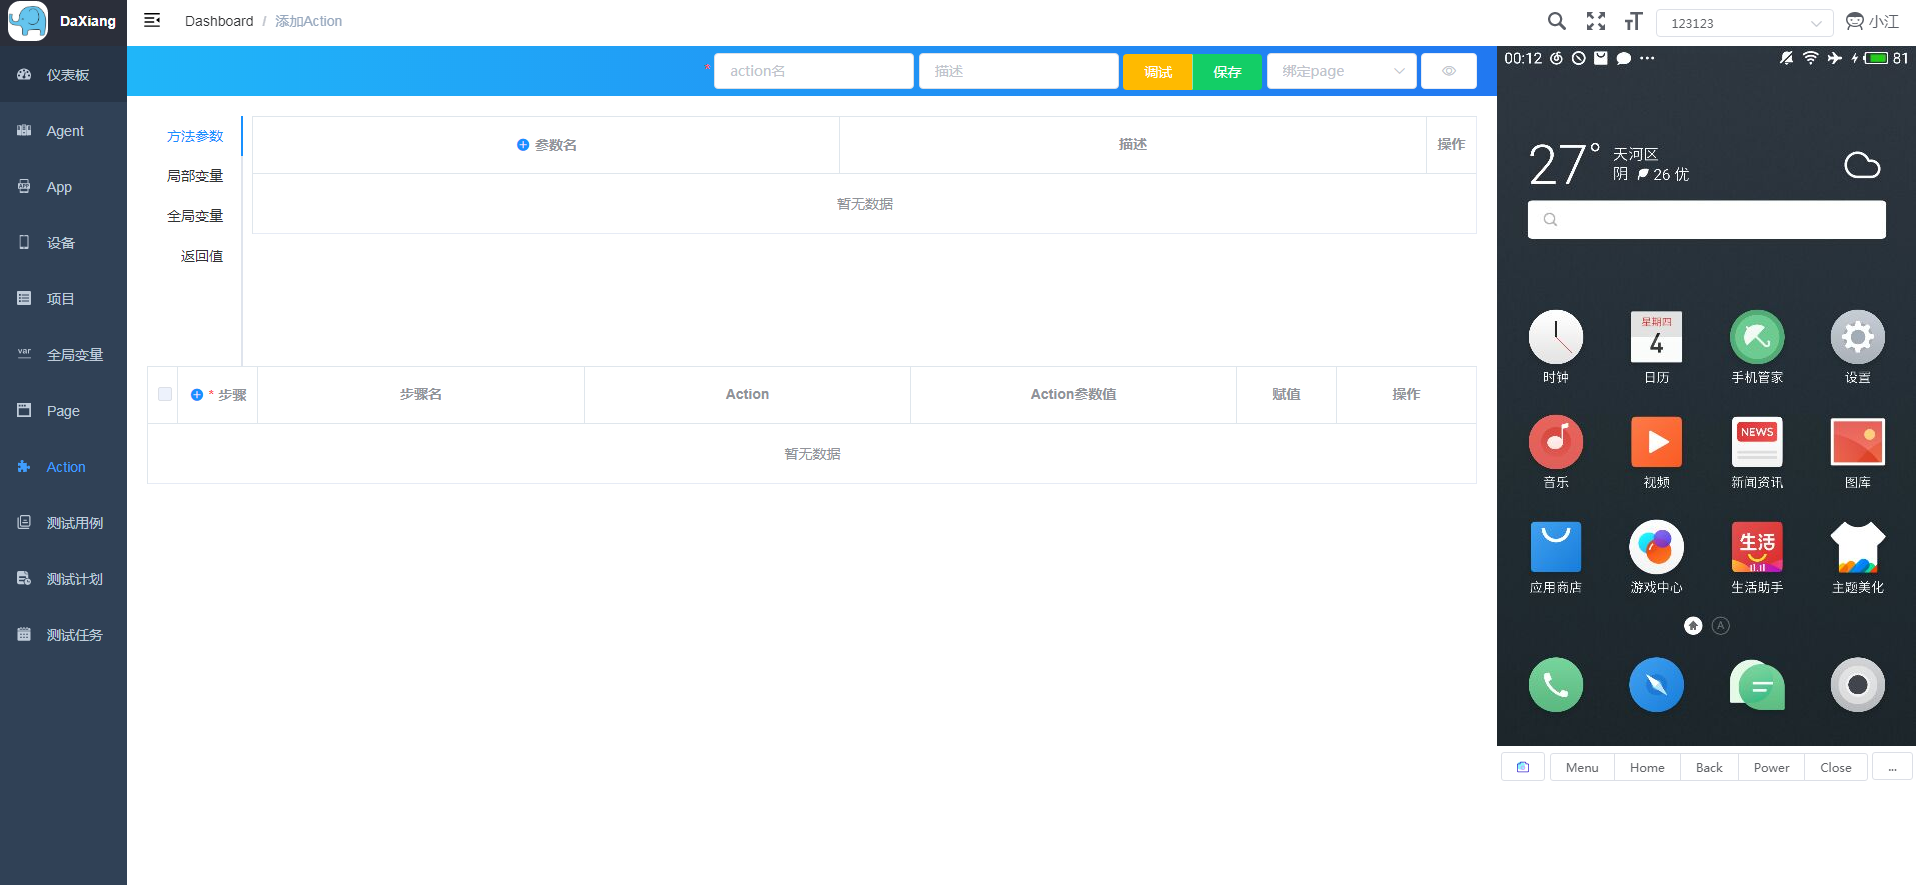 DaXiang
Dashboard / 添加Action
123123
小江
仪表板
Agent
App
设备
项目
var
全局变量
Page
Action
测试用例
测试计划
测试任务
* action名
描述
调试
保存
绑定page
方法参数
局部变量
全局变量
返回值
参数名
描述
操作
暂无数据
* 步骤
步骤名
Action
Action参数值
赋值
操作
暂无数据
00:12
81
27°
天河区
阴 26 优
星期四
4
时钟
日历
手机管家
设置
NEWS
音乐
视频
新闻资讯
图库
生活
应用商店
游戏中心
生活助手
主题美化
A
Menu
Home
Back
Power
Close
...